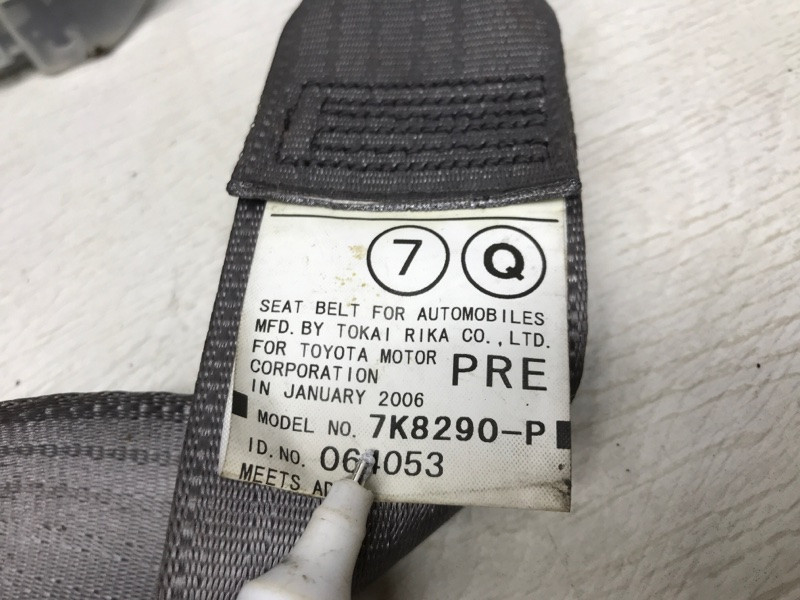 7 Q
SEAT BELT FOR AUTOMOBILES
MFD. BY TOKAI RIKA CO., LTD.
FOR TOYOTA MOTOR
CORPORATION PRE
IN JANUARY 2006
MODEL NO. 7K8290-P
ID. NO. 064053
MEETS